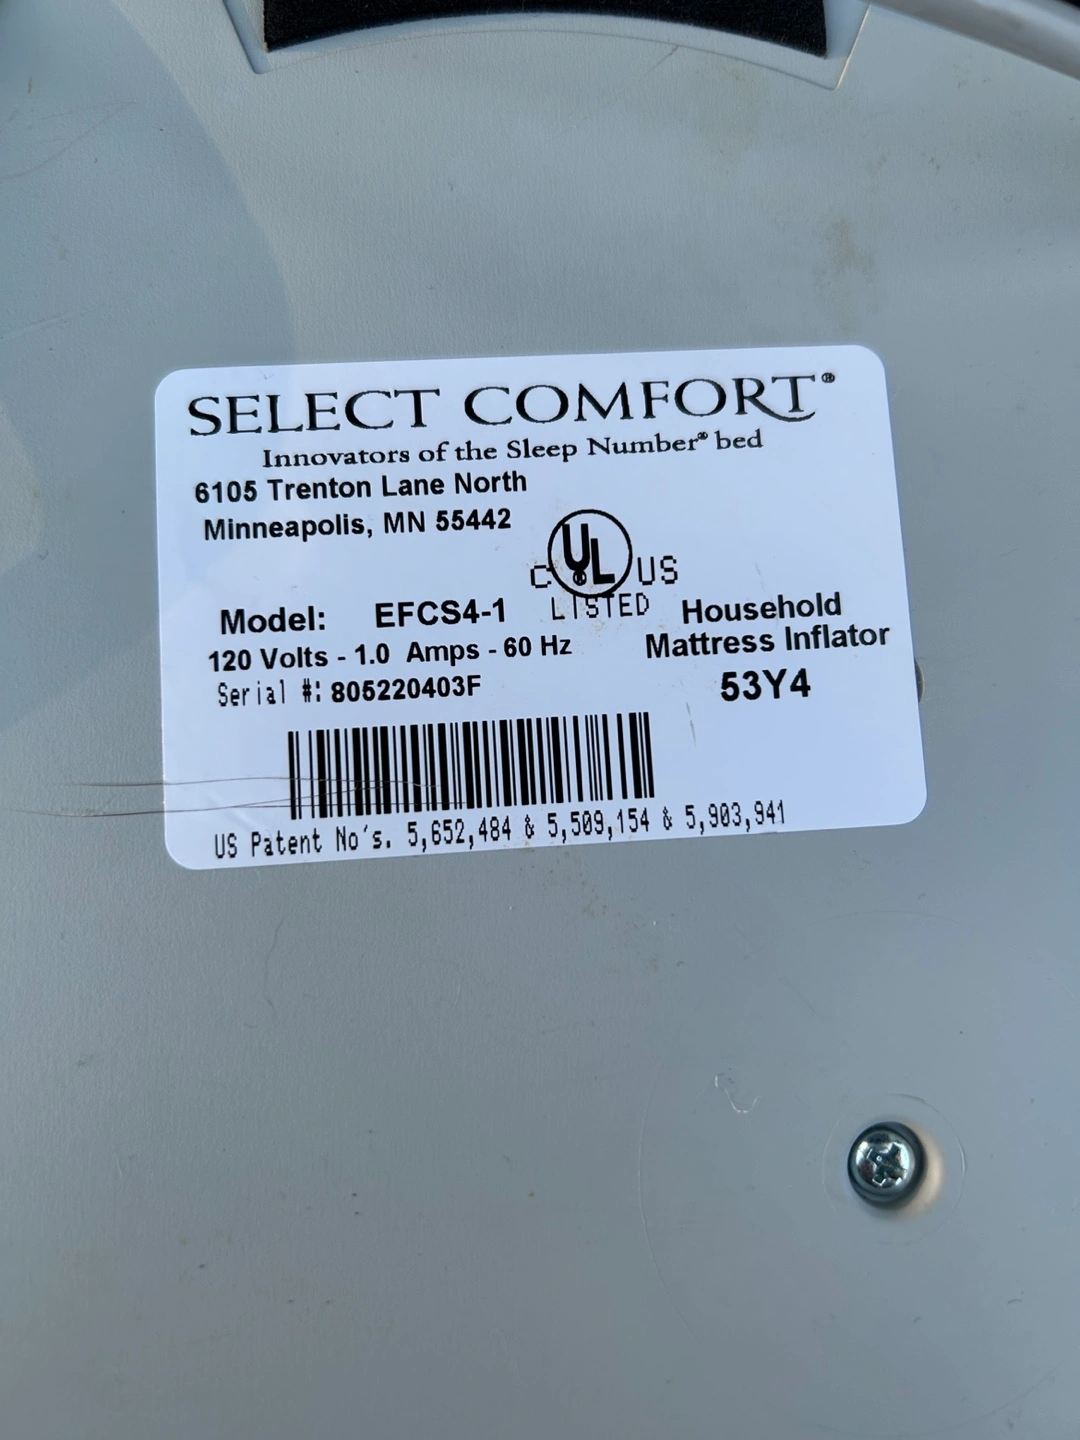 SELECT COMFORT®
Innovators of the Sleep Number® bed
6105 Trenton Lane North
Minneapolis, MN 55442
C UL® US
LISTED
Household
Mattress Inflator
53Y4
Model: EFCS4-1
120 Volts - 1.0 Amps - 60 Hz
Serial #: 805220403F
US Patent No's. 5,652,484 & 5,509,154 & 5,903,941